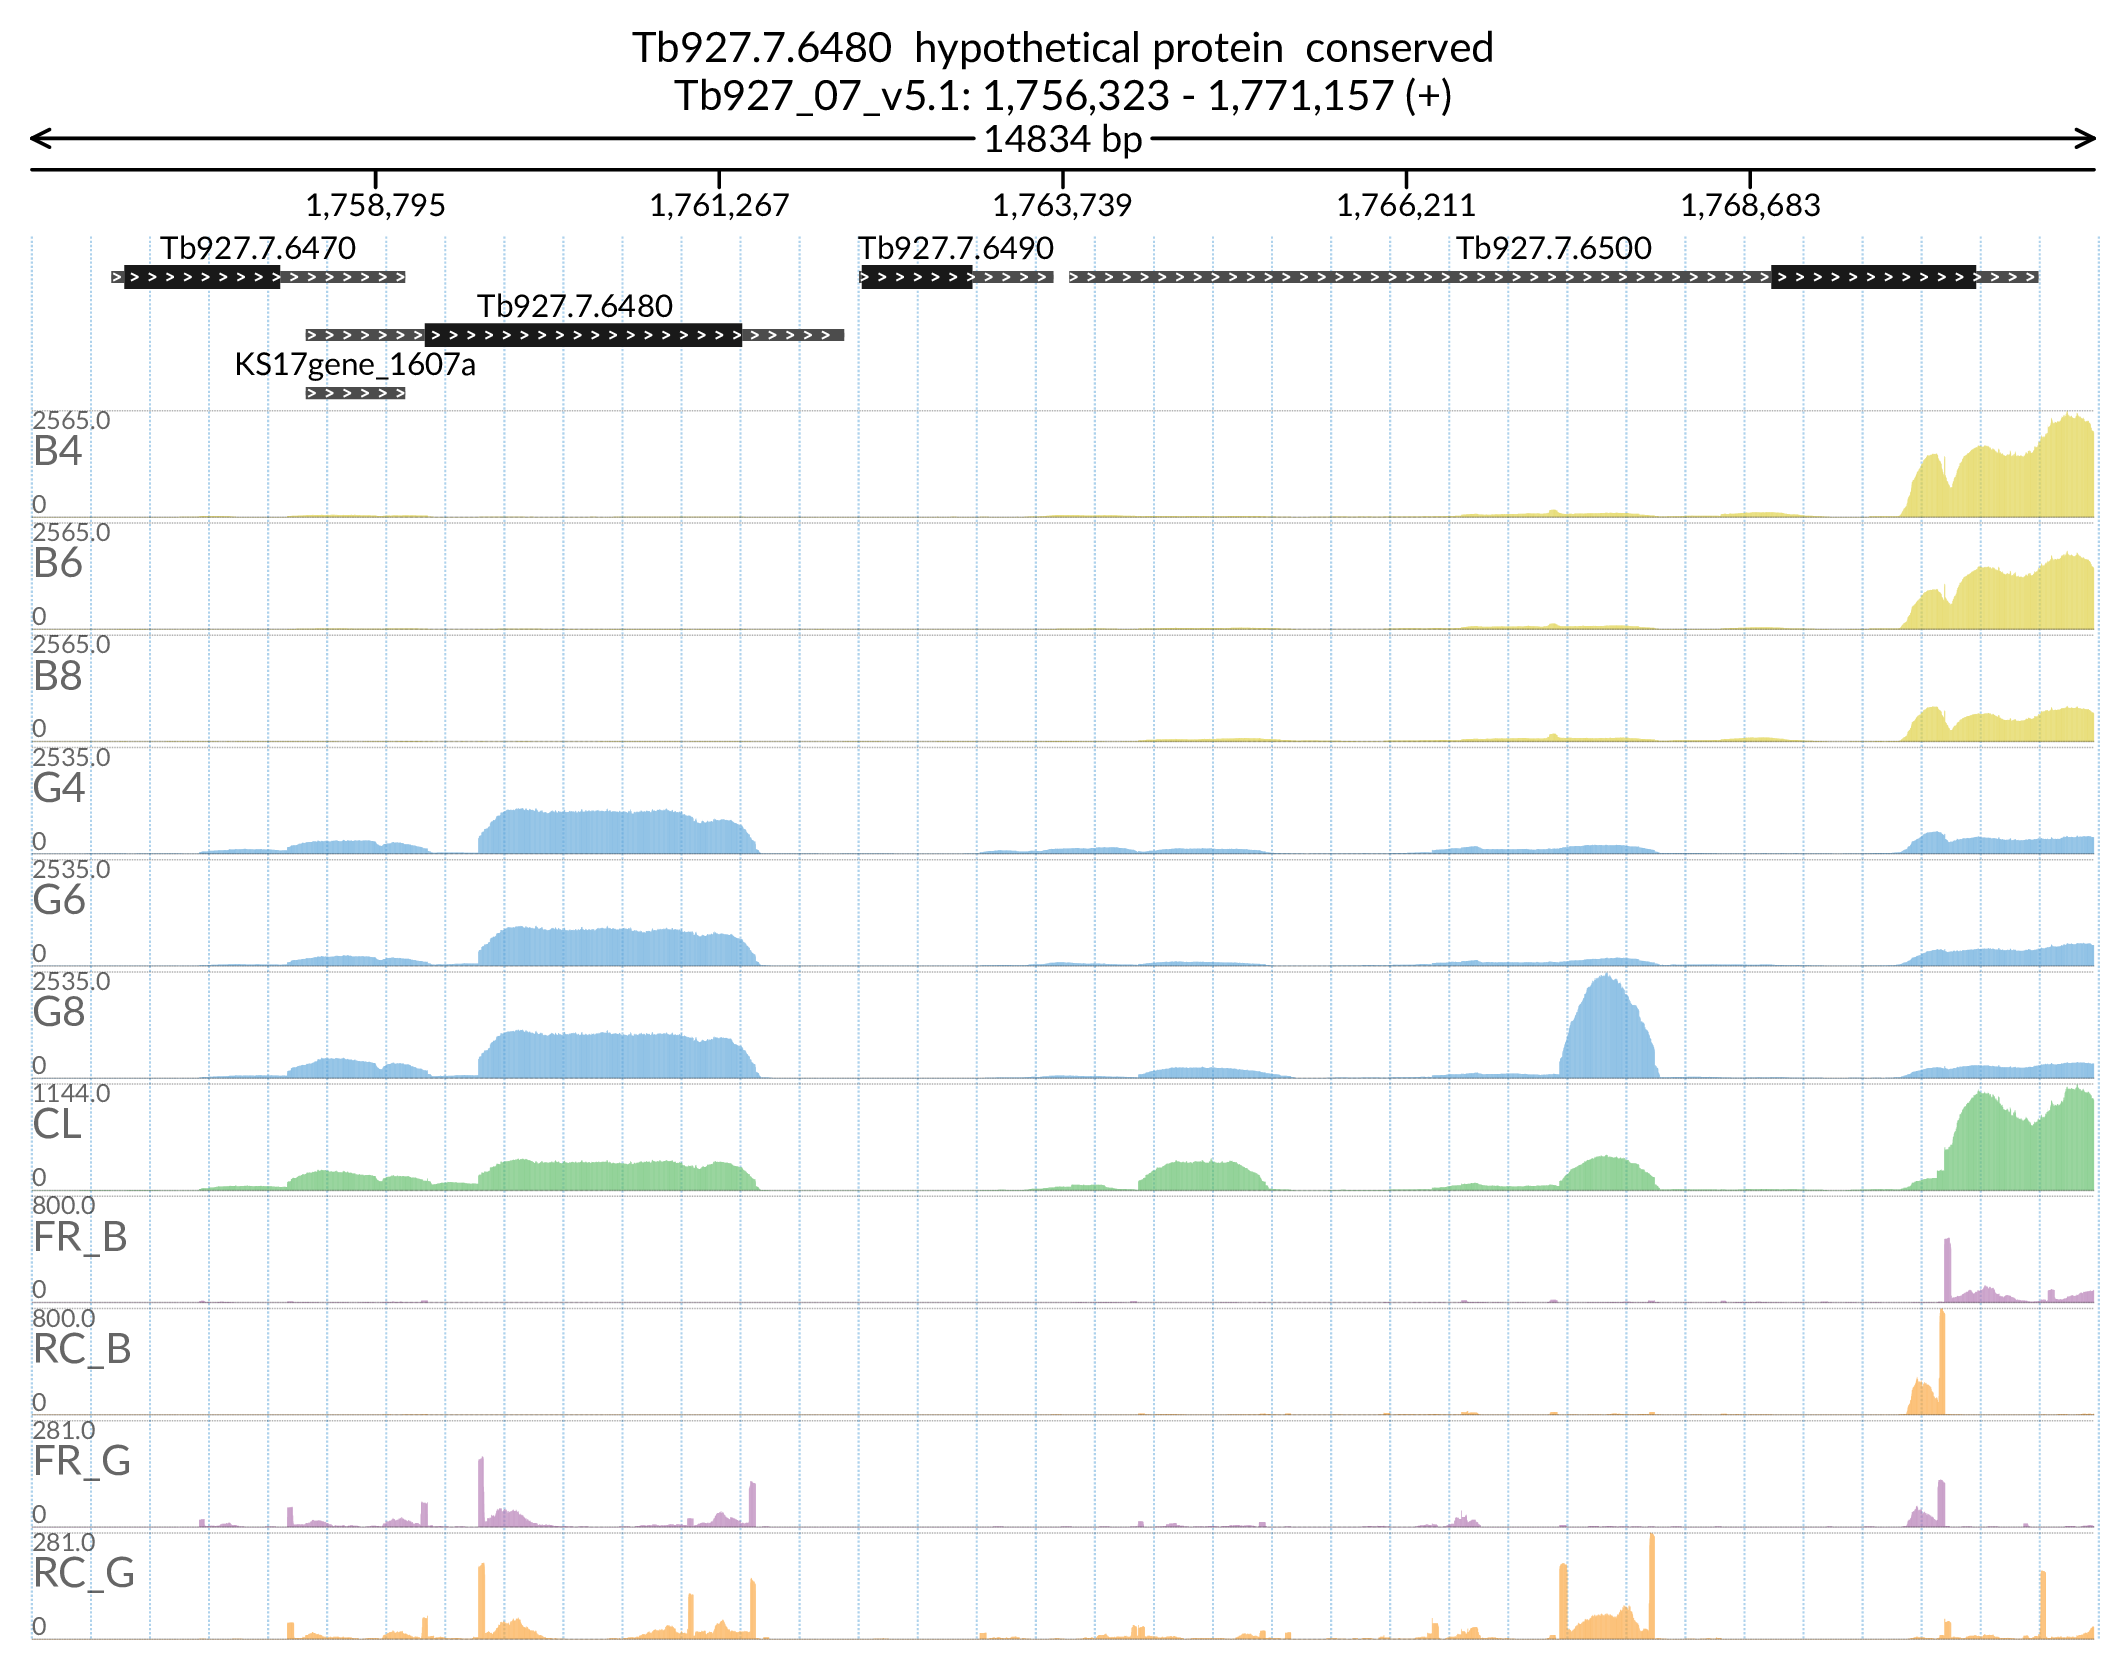 Tb927.7.6480  hypothetical protein  conserved
Tb927_07_v5.1: 1,756,323 - 1,771,157 (+)
14834 bp
1,758,795 1,761,267 1,763,739 1,766,211 1,768,683
Tb927.7.6470 Tb927.7.6490 Tb927.7.6500
Tb927.7.6480
KS17gene_1607a
2565.0
B4
0
2565.0
B6
0
2565.0
B8
0
2535.0
G4
0
2535.0
G6
0
2535.0
G8
0
1144.0
CL
0
800.0
FR_B
0
800.0
RC_B
0
281.0
FR_G
0
281.0
RC_G
0